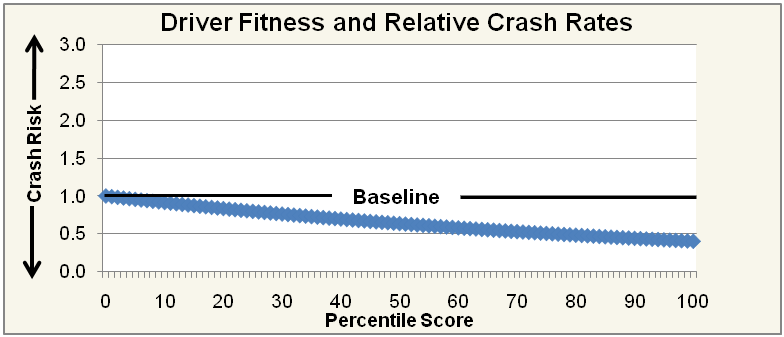 Driver Fitness and Relative Crash Rates
Crash Risk
3.0
2.5
2.0
1.5
1.0
0.5
0.0
Baseline
0 10 20 30 40 50 60 70 80 90 100
Percentile Score